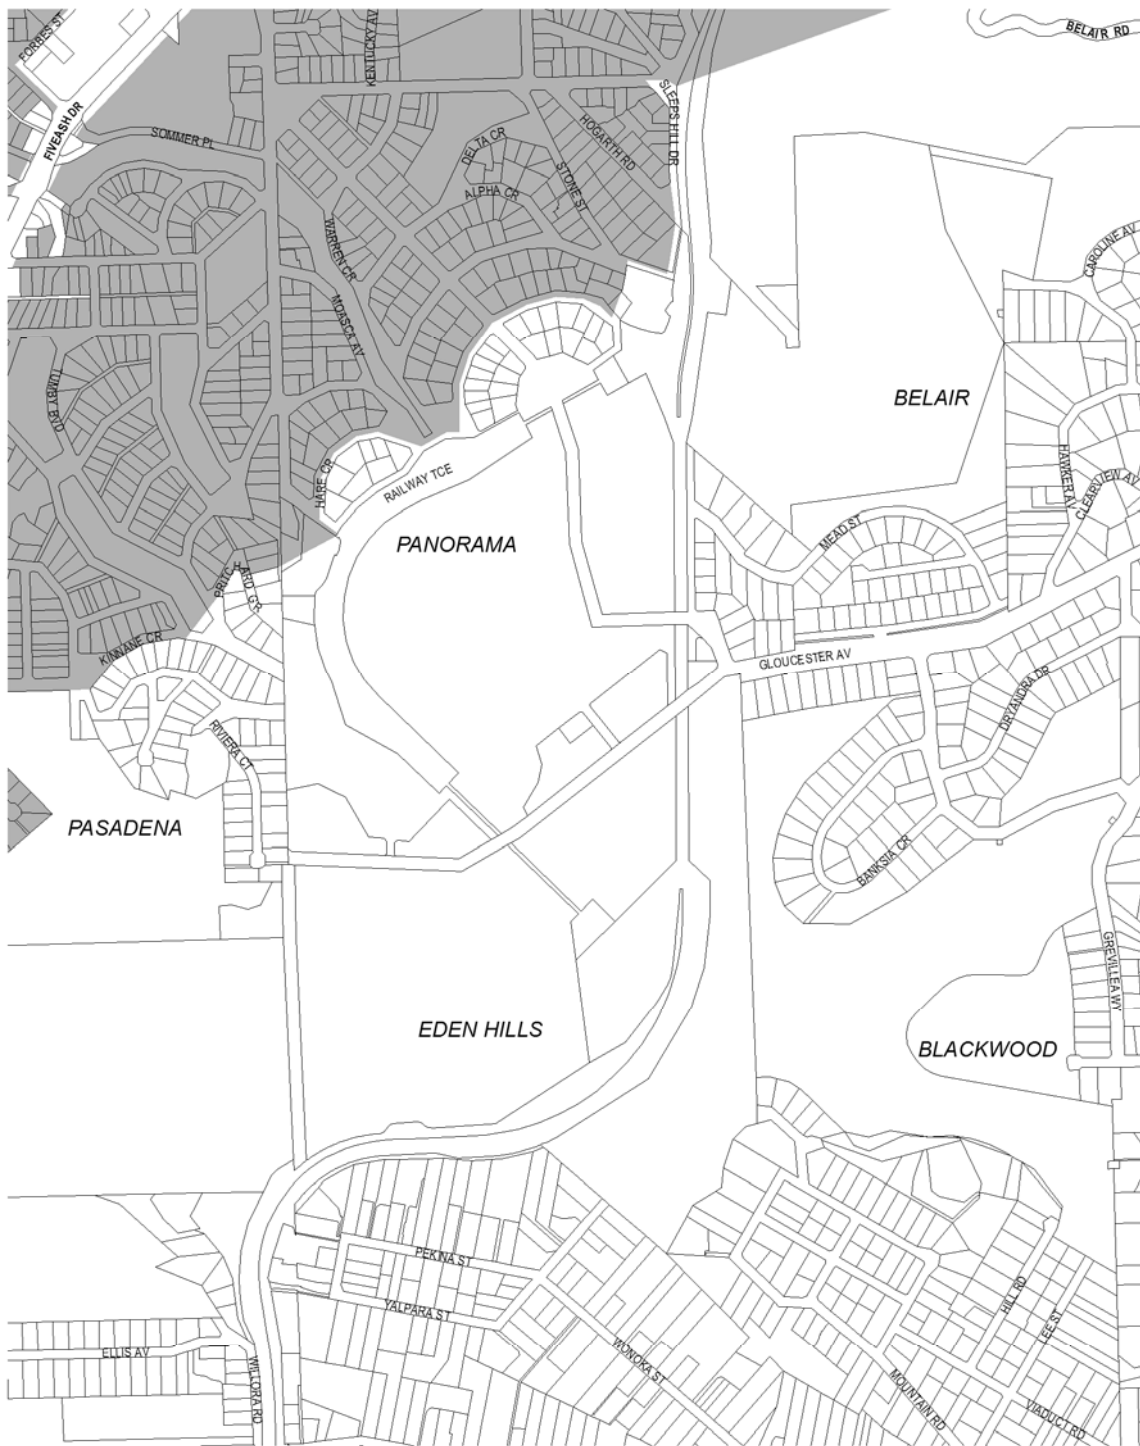 FORBES ST
KENTUCKY AV
BELAIR RD
FIVEASH DR
SOMMER PL
SLEEPS HILL DR
HOGARTH RD
DELTA CR
STONE ST
ALPHA CR
WARREN CR
CAROLINE AV
MOASCA AV
TUMBY BVD
BELAIR
HARE CR
RAILWAY TCE
HAWKER AV
CLEARVIEW AV
MEAD ST
PANORAMA
PRITCHARD GR
KINNANE CR
GLOUCESTER AV
DRYANDRA DR
RIVIERA CT
PASADENA
BANKSIA CR
GREVILLEA WY
EDEN HILLS
BLACKWOOD
PEKINA ST
YALPARA ST
HILL RD
LEE ST
ELLIS AV
WILLORA RD
WONOKA ST
MOUNTAIN RD
VIADUCT RD